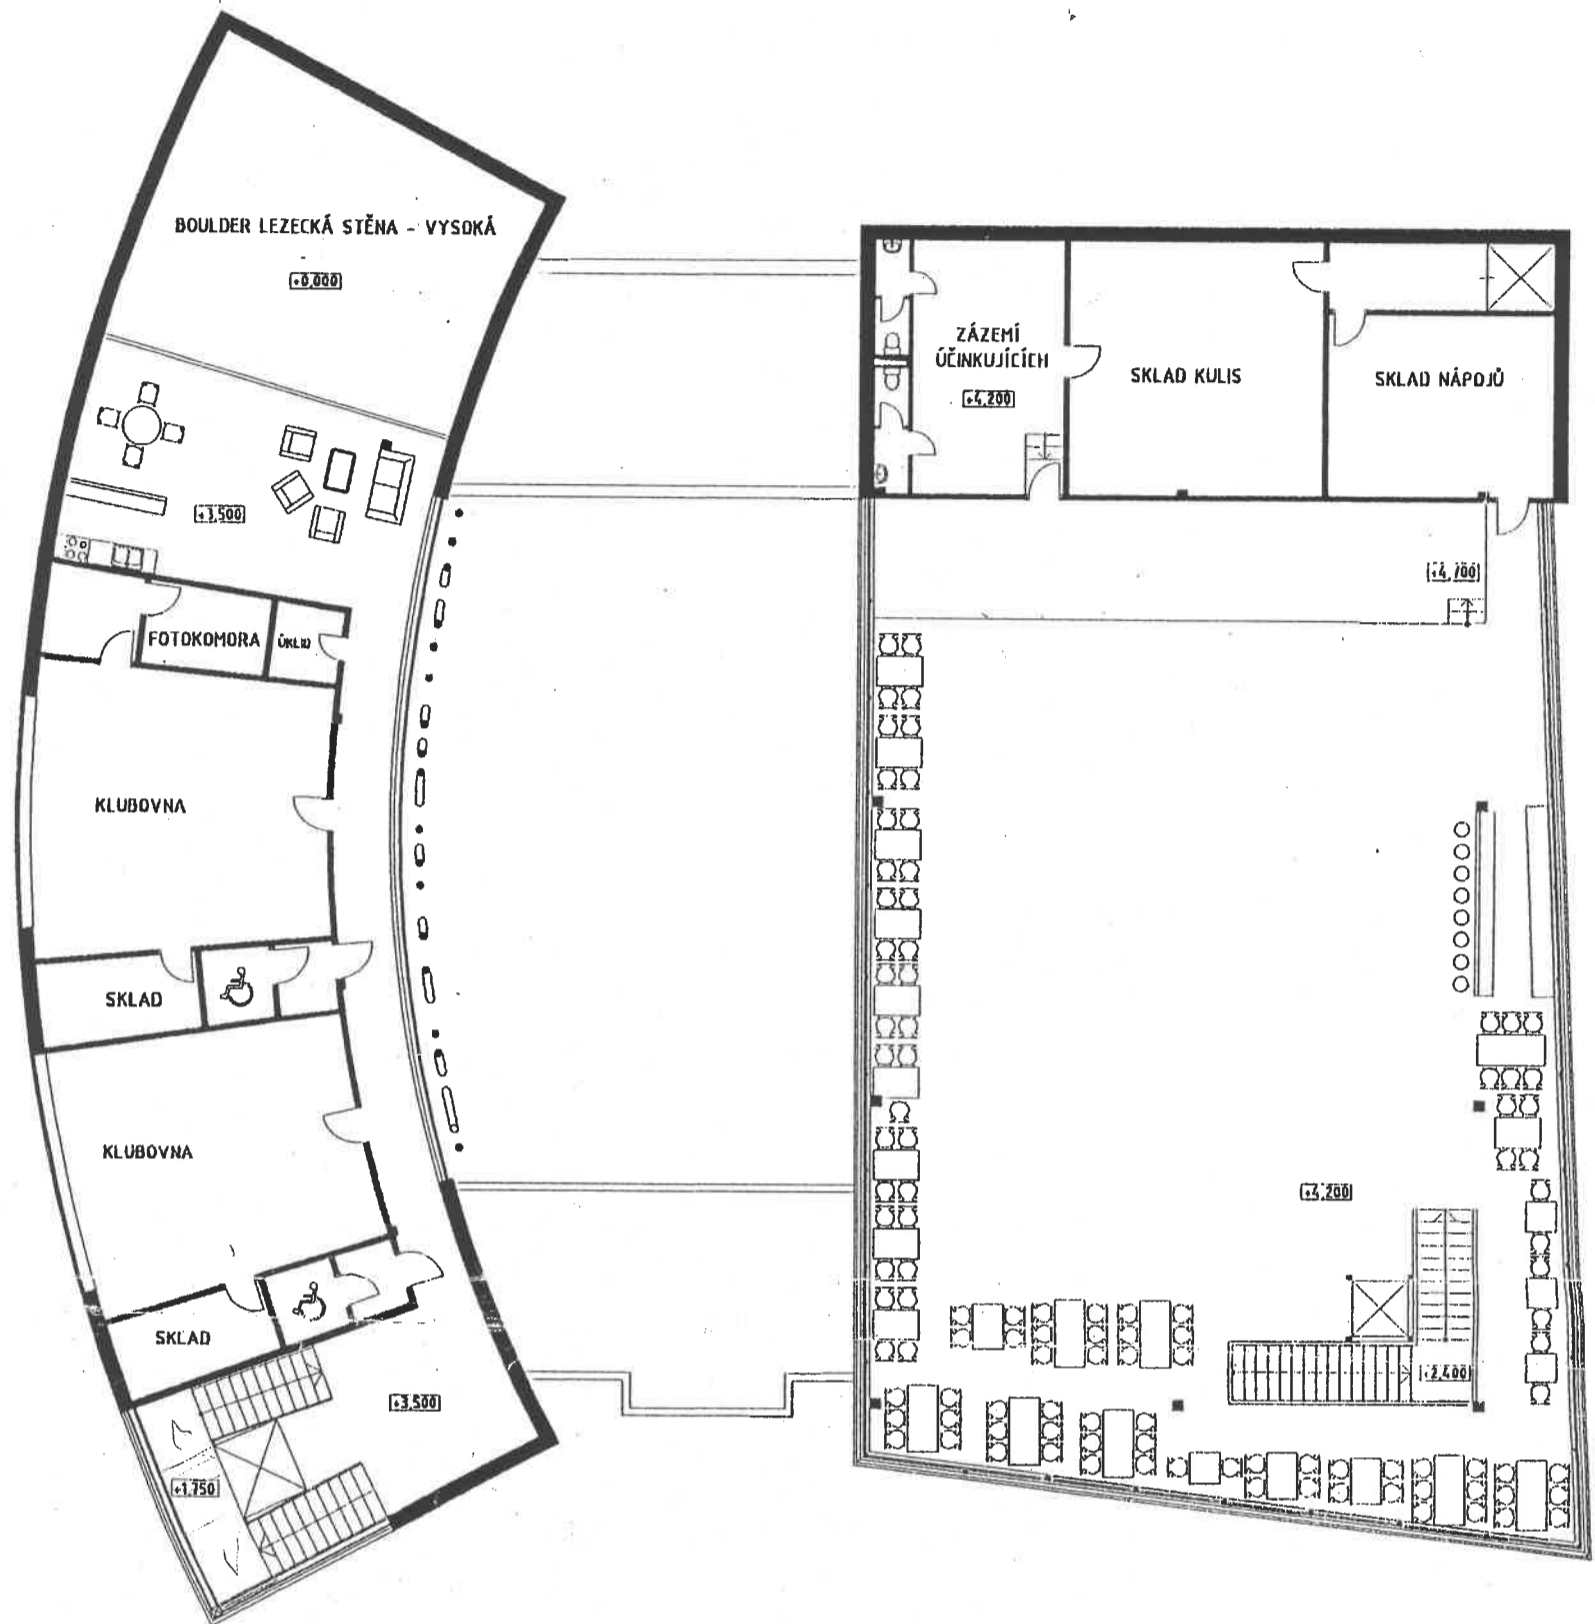 BOULDER LEZECKÁ STĚNA - VYSOKÁ
+0,000
+3,500
FOTOKOMORA
ÚKLID
KLUBOVNA
SKLAD
KLUBOVNA
SKLAD
+3,500
+1,750
ZÁZEMÍ
ÚČINKUJÍCÍCH
+4,200
SKLAD KULIS
SKLAD NÁPOJŮ
+4,700
+4,200
+2,400